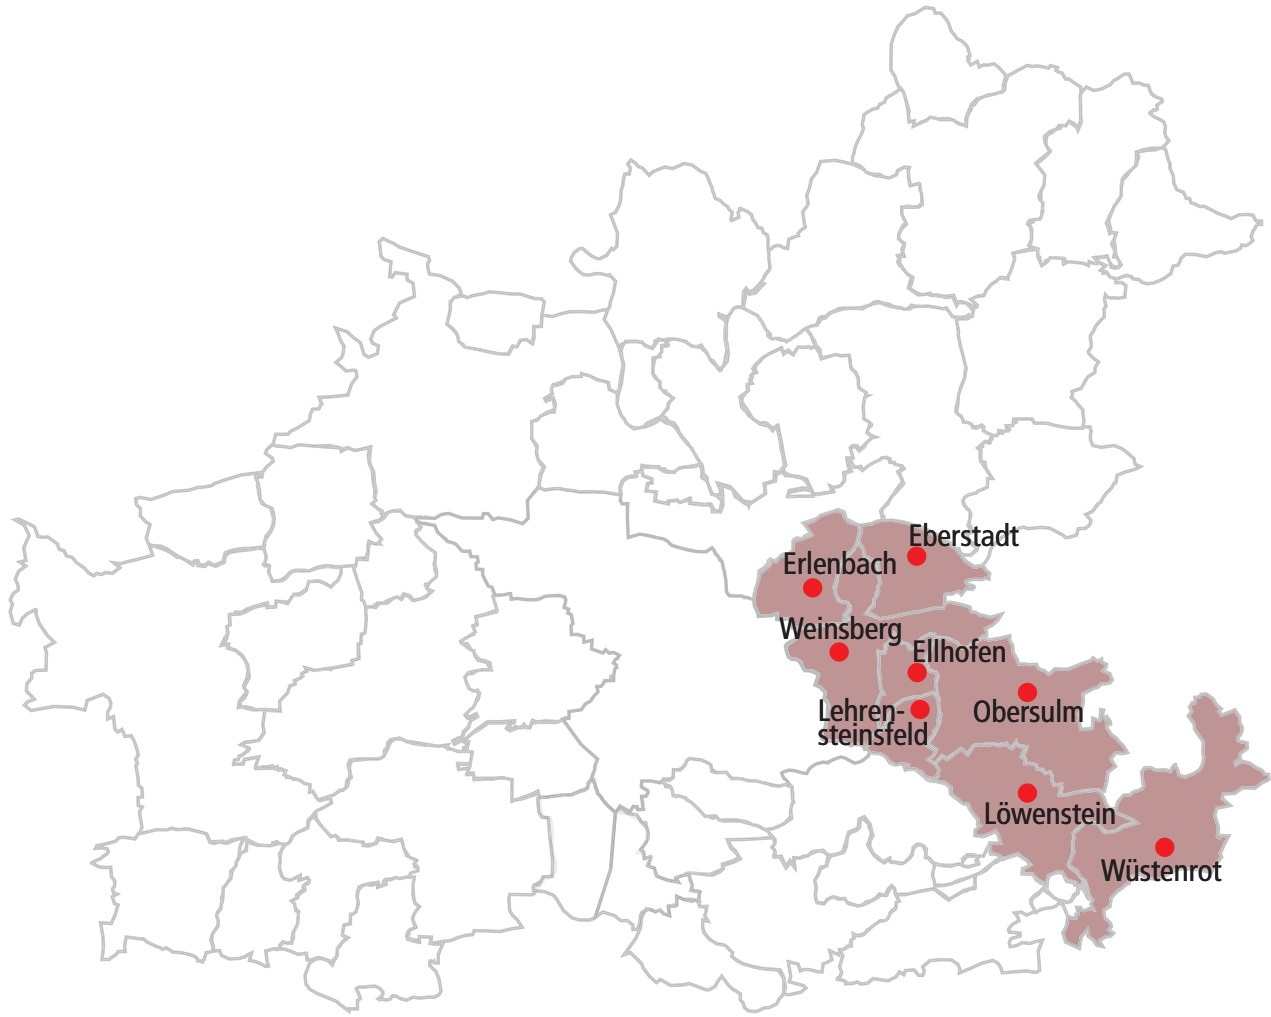 Eberstadt
Erlenbach
Weinsberg
Ellhofen
Lehren-
steinsfeld
Obersulm
Löwenstein
Wüstenrot